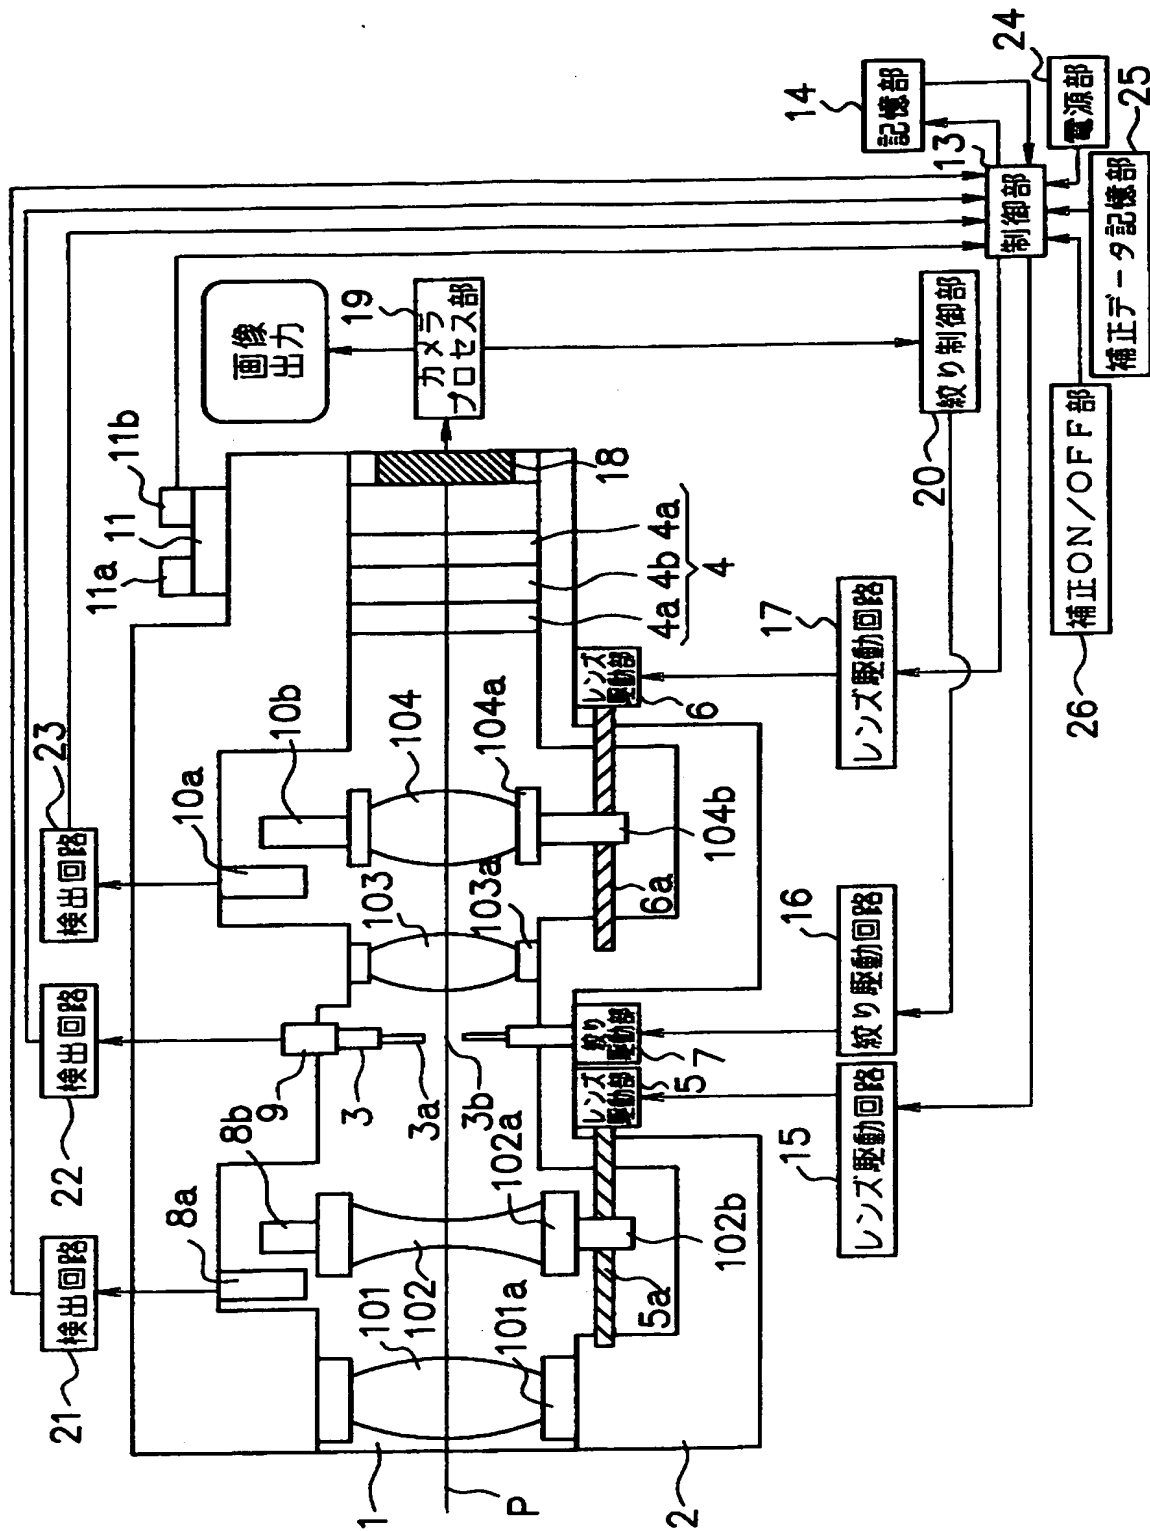 21
検出回路
22
検出回路
23
検出回路
8a
8b
9
10a
10b
11a
11
11b
画像
出力
1
101
102
101a
102a
3
3a
3b
103
103a
104
104a
19
カメラ
プロセス部
P
2
5a
102b
レンズ
駆動部
5
絞り
駆動部
7
6a
104b
レンズ
駆動部
6
4a
4b
4a
4
18
15
レンズ駆動回路
16
絞り駆動回路
17
レンズ駆動回路
20
絞り制御部
14
記憶部
13
制御部
24
電源部
26
補正ON/OFF部
補正データ記憶部
25